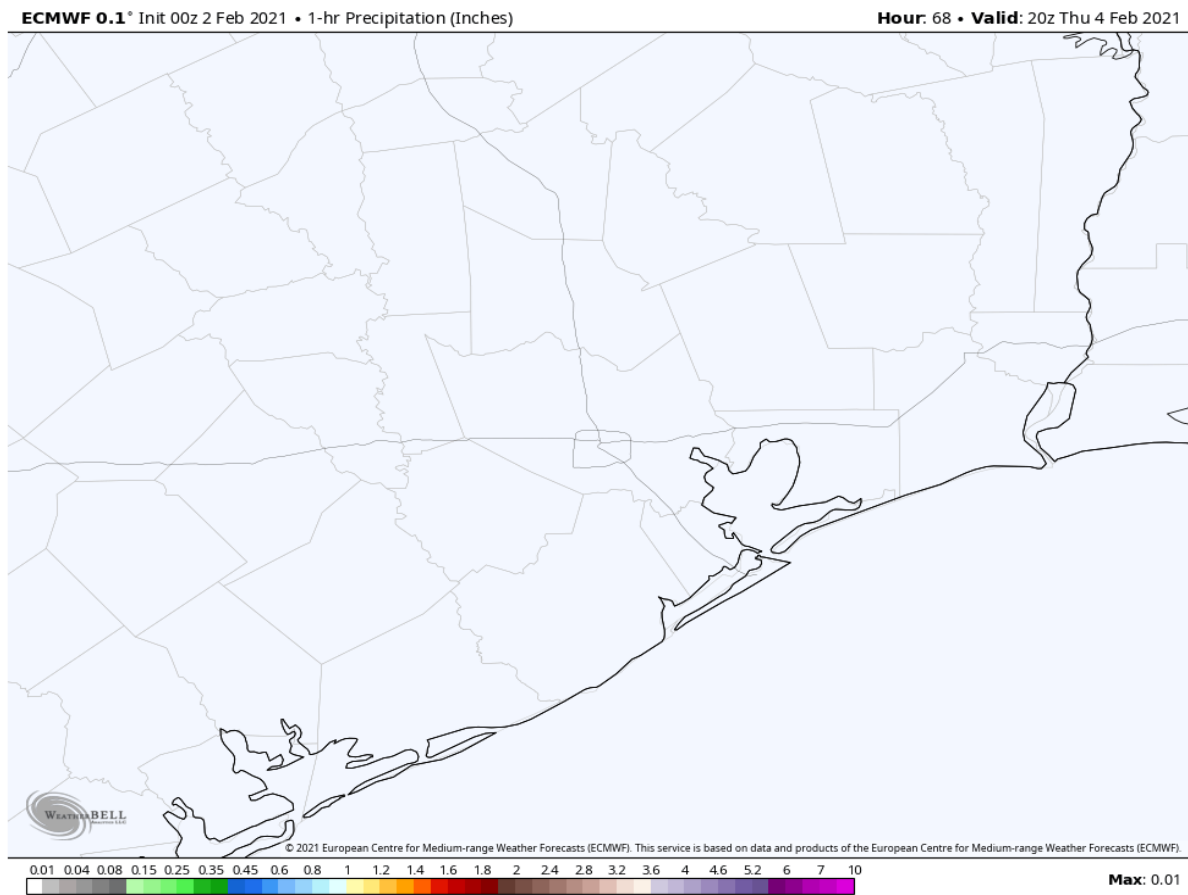 ECMWF 0.1° Init 00z 2 Feb 2021 • 1-hr Precipitation (Inches)
Hour: 68 • Valid: 20z Thu 4 Feb 2021
WEATHERBELL
© 2021 European Centre for Medium-range Weather Forecasts (ECMWF). This service is based on data and products of the European Centre for Medium-range Weather Forecasts (ECMWF).
0.01 0.04 0.08 0.15 0.25 0.35 0.45 0.6 0.8 1 1.2 1.4 1.6 1.8 2 2.4 2.8 3.2 3.6 4 4.6 5.2 6 7 10
Max: 0.01